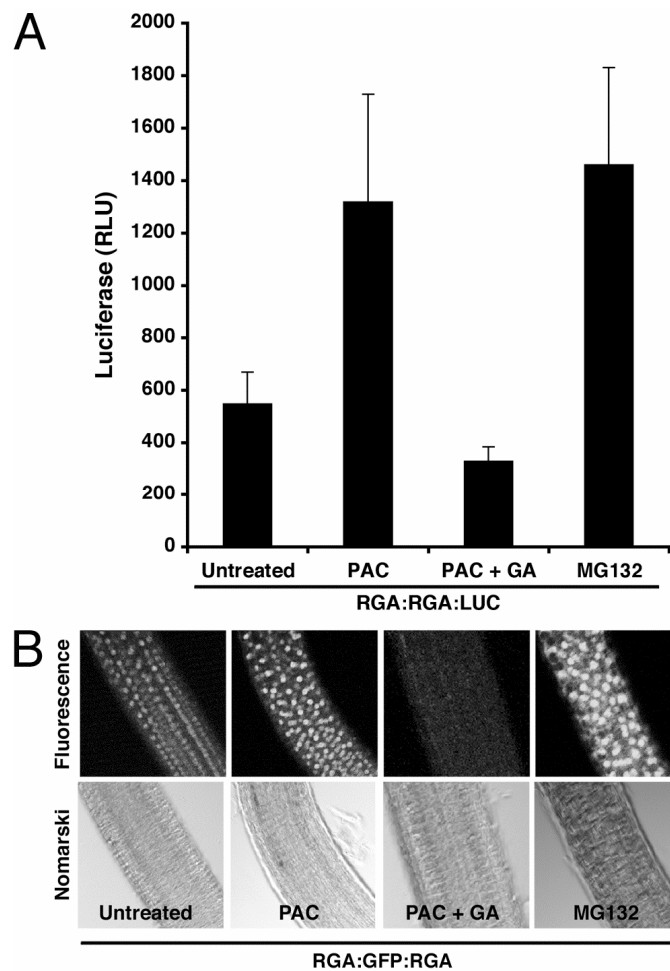 A
2000
1800
1600
1400
1200
1000
800
600
400
200
0
Luciferase (RLU)
Untreated PAC PAC + GA MG132
RGA:RGA:LUC
B
Fluorescence
Nomarski
Untreated PAC PAC + GA MG132
RGA:GFP:RGA